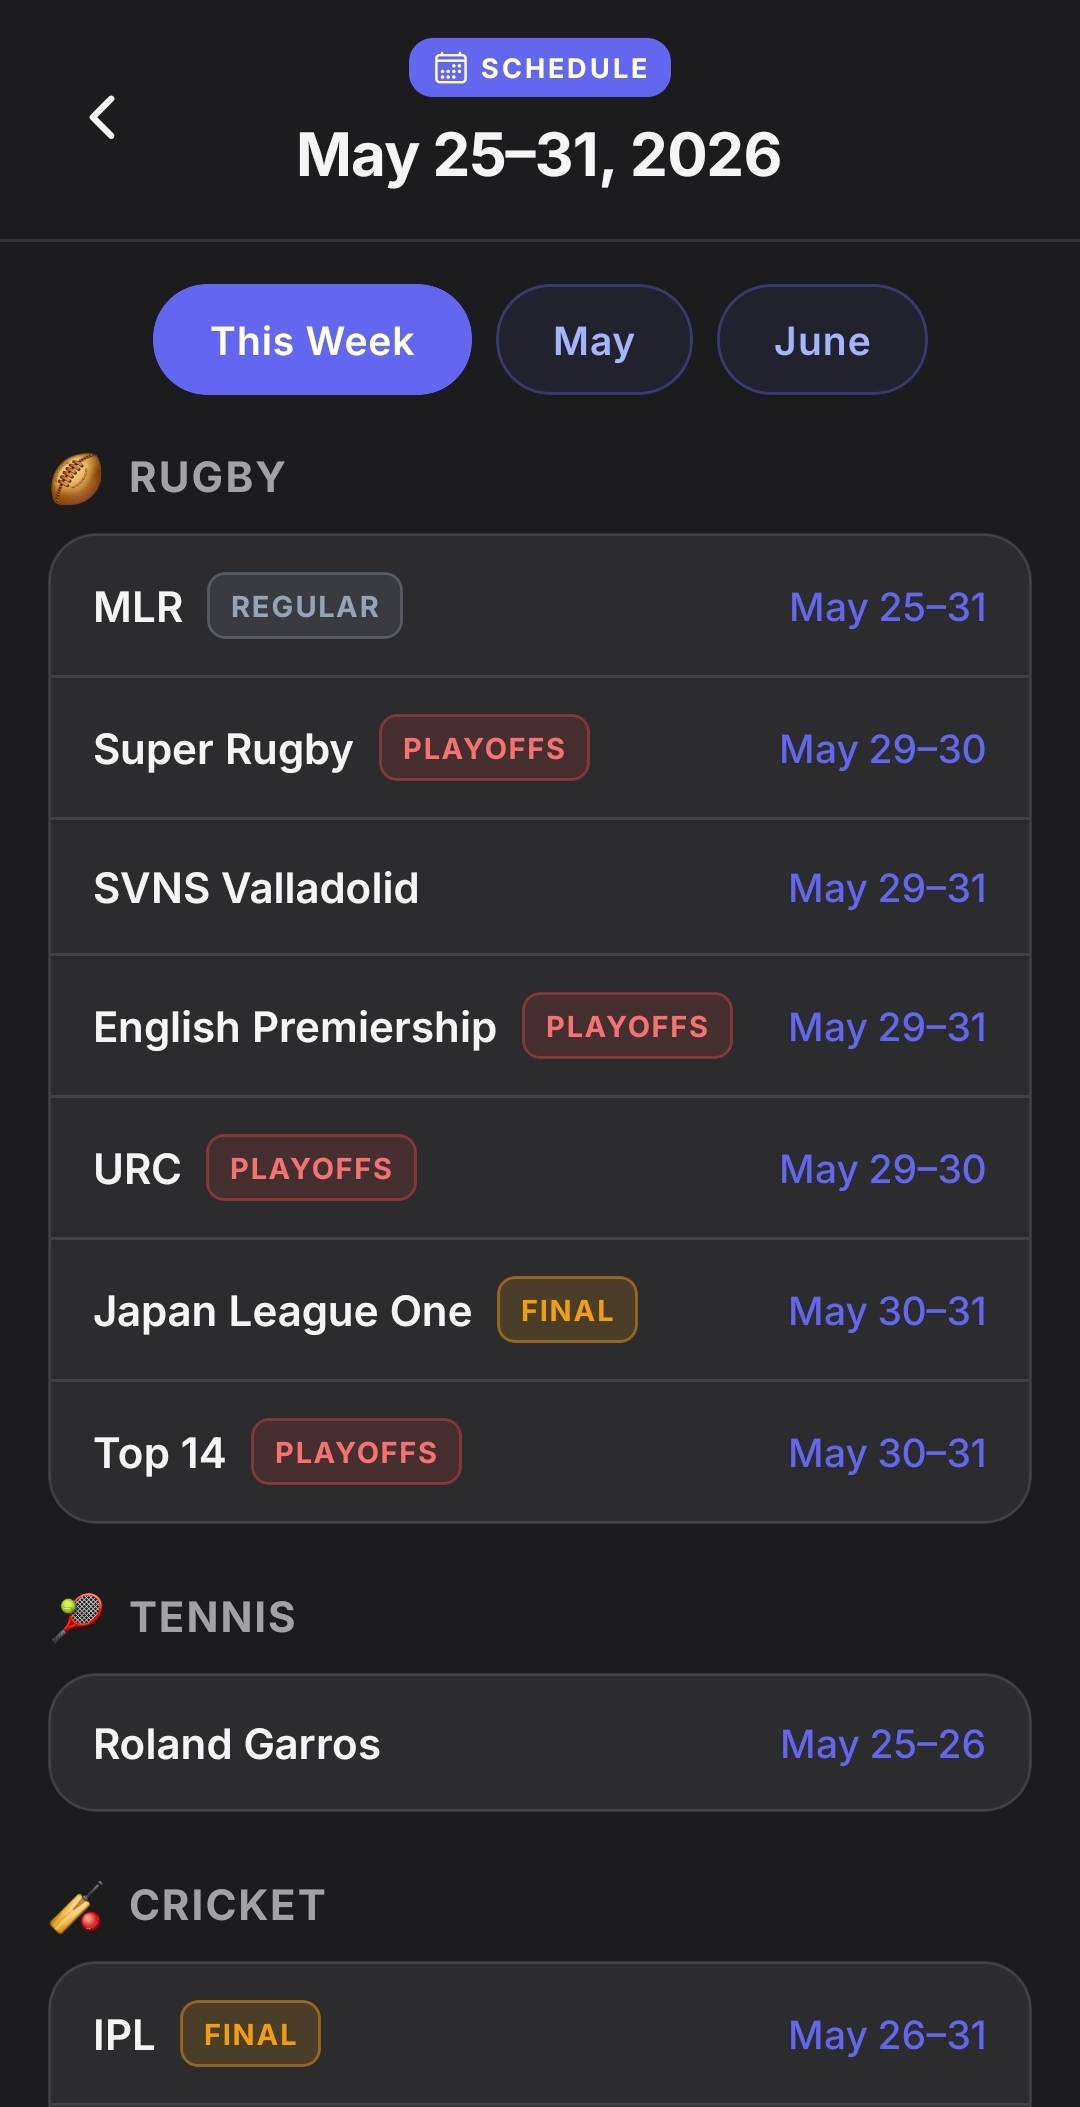 SCHEDULE
May 25–31, 2026
This Week May June
RUGBY
MLR REGULAR May 25–31
Super Rugby PLAYOFFS May 29–30
SVNS Valladolid May 29–31
English Premiership PLAYOFFS May 29–31
URC PLAYOFFS May 29–30
Japan League One FINAL May 30–31
Top 14 PLAYOFFS May 30–31
TENNIS
Roland Garros May 25–26
CRICKET
IPL FINAL May 26–31